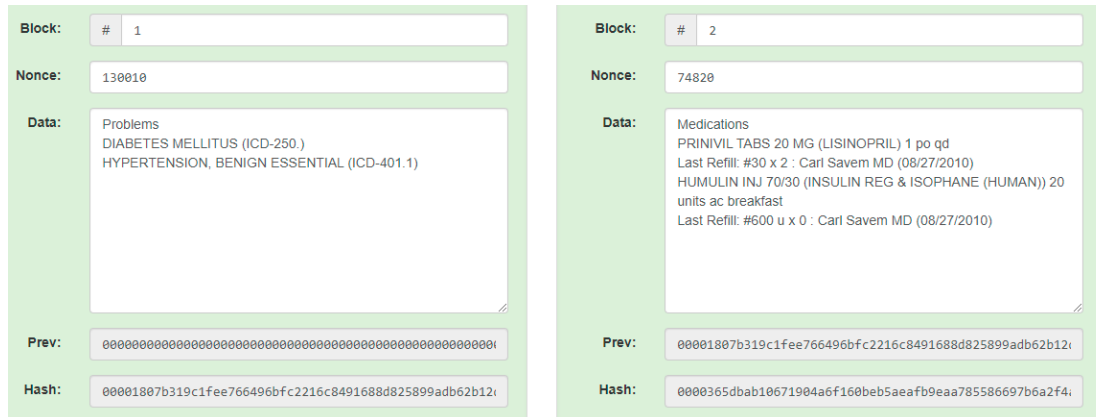 Block: # 1
Nonce: 130010
Data: Problems
DIABETES MELLITUS (ICD-250.)
HYPERTENSION, BENIGN ESSENTIAL (ICD-401.1)
Prev: 00000000000000000000000000000000000000000000000000000
Hash: 00001807b319c1fee766496bfc2216c8491688d825899adb62b12
Block: # 2
Nonce: 74820
Data: Medications
PRINIVIL TABS 20 MG (LISINOPRIL) 1 po qd
Last Refill: #30 x 2 : Carl Savem MD (08/27/2010)
HUMULIN INJ 70/30 (INSULIN REG & ISOPHANE (HUMAN)) 20
units ac breakfast
Last Refill: #600 u x 0 : Carl Savem MD (08/27/2010)
Prev: 00001807b319c1fee766496bfc2216c8491688d825899adb62b12
Hash: 0000365dbab10671904a6f160beb5aeafb9eaa785586697b6a2f4